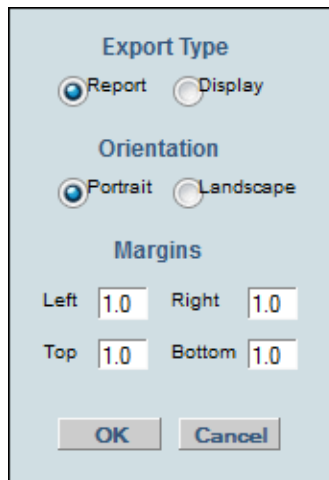 Export Type
Report Display
Orientation
Portrait Landscape
Margins
Left 1.0 Right 1.0
Top 1.0 Bottom 1.0
OK Cancel